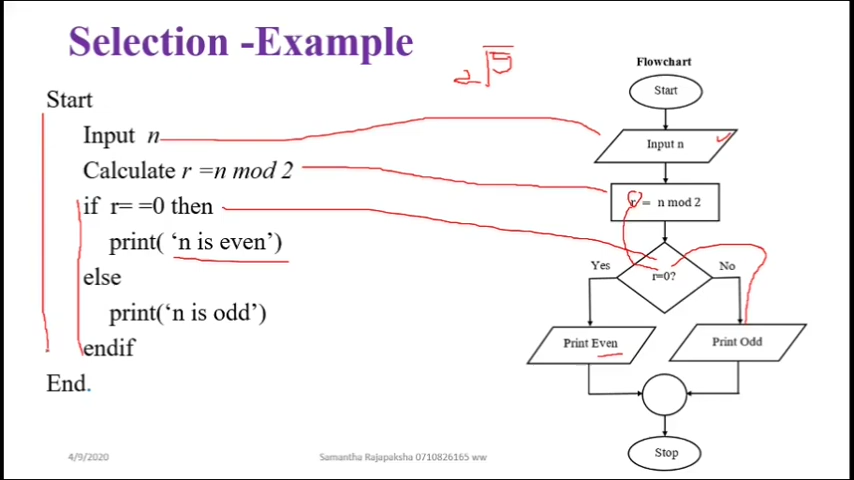 Selection -Example
Start
Input n
Calculate r =n mod 2
if r= =0 then
print( ‘n is even’)
else
print(‘n is odd’)
endif
End.
2 5
Flowchart
Start
Input n
r = n mod 2
Yes
r=0?
No
Print Even
Print Odd
Stop
4/9/2020
Samantha Rajapaksha 0710826165 ww